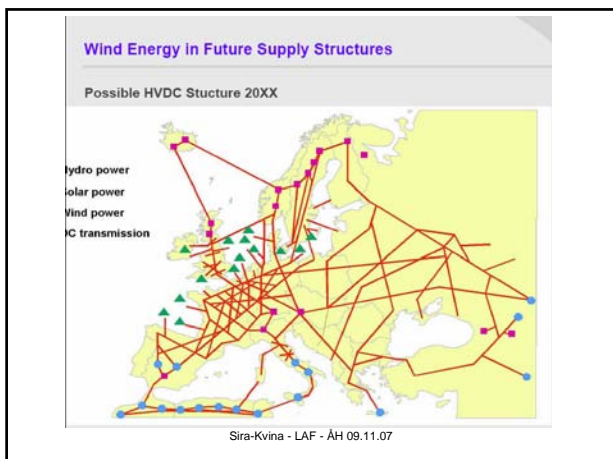 Wind Energy in Future Supply Structures
Possible HVDC Stucture 20XX
ydro power
olar power
ind power
C transmission
Sira-Kvina - LAF - ÅH 09.11.07